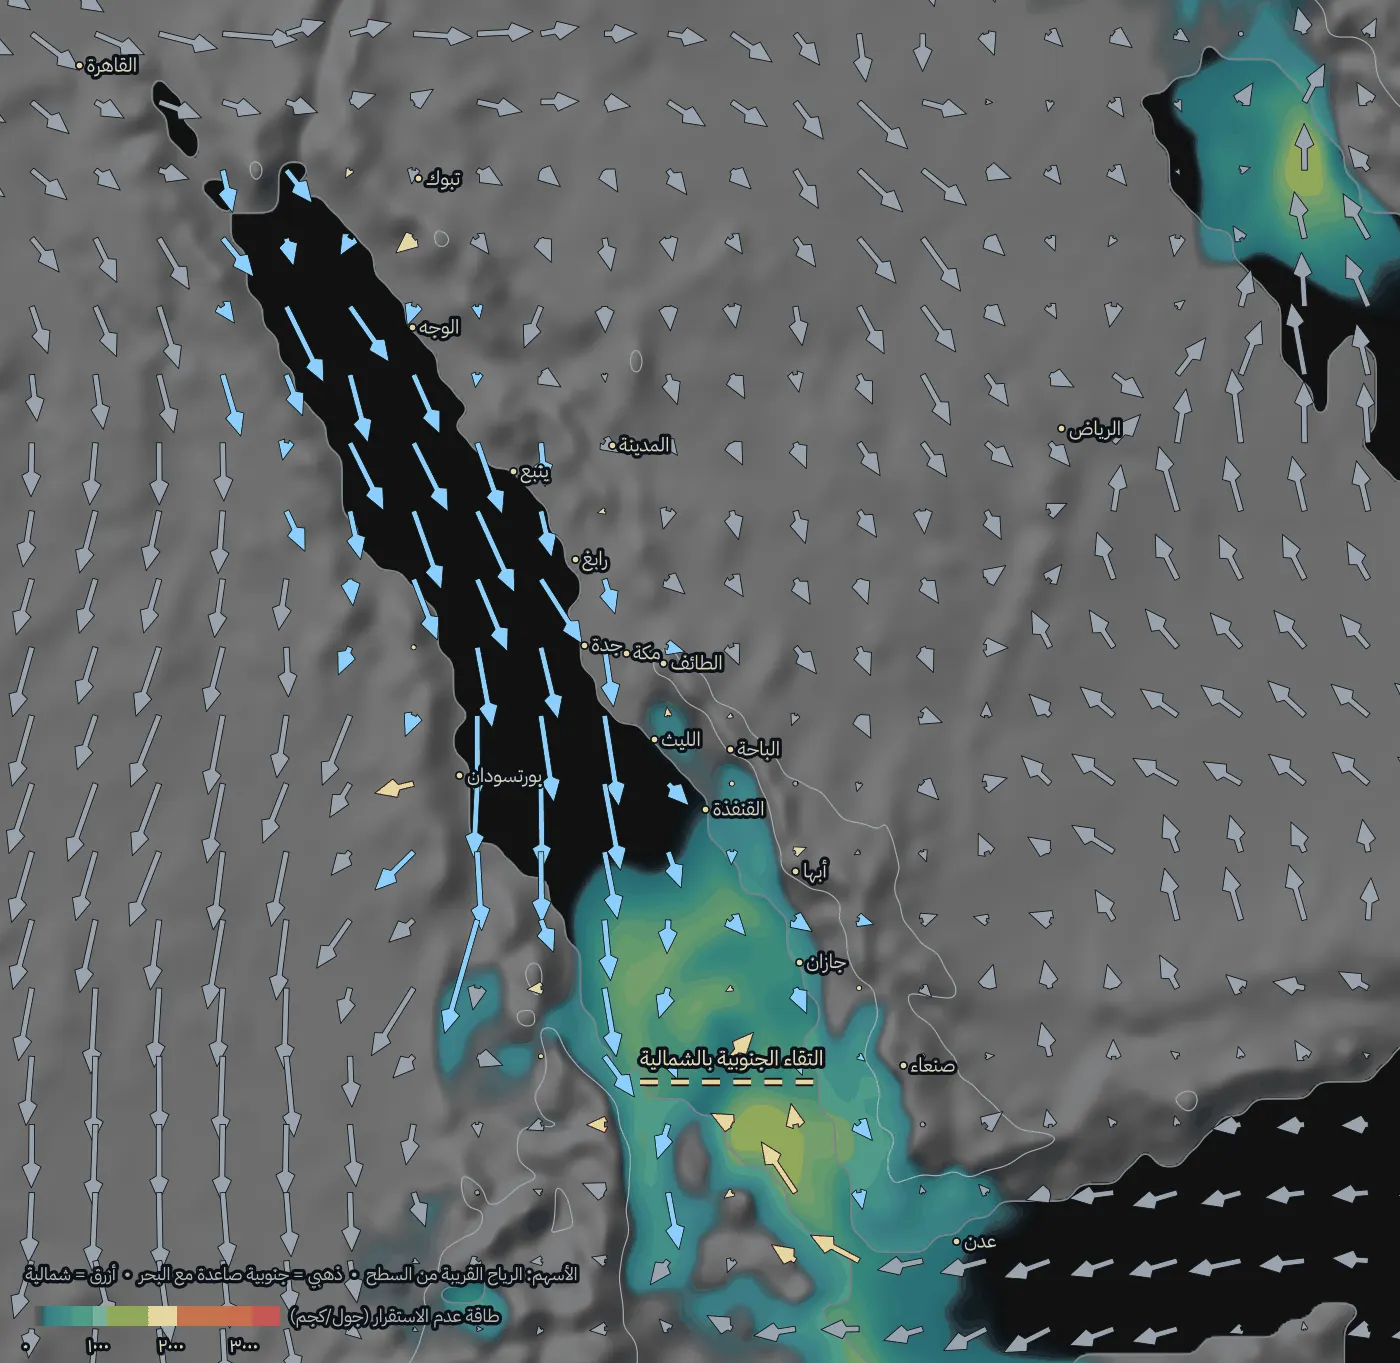 القاهرة
تبوك
الوجه
الرياض
المدينة
ينبع
رابغ
جدة
مكة
الطائف
الليث
الباحة
بورتسودان
القنفذة
أبها
جازان
التقاء الجنوبية بالشمالية
صنعاء
عدن
الأسهم: الرياح القريبة من السطح • ذهبي = جنوبية صاعدة مع البحر • أزرق = شمالية
طاقة عدم الاستقرار (جول/كجم)
٠ ١٠٠٠ ٢٠٠٠ ٣٠٠٠